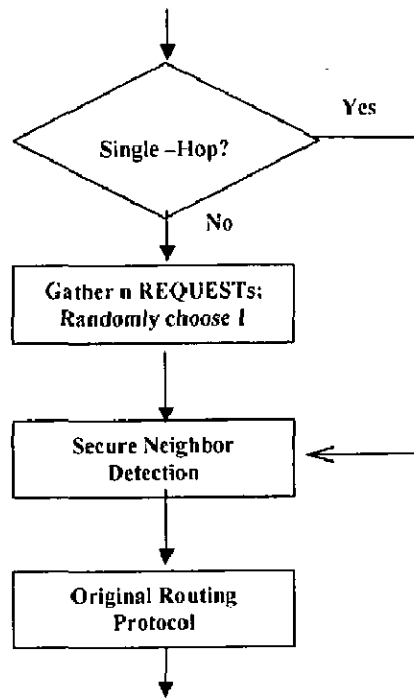 Yes
Single –Hop?
No
Gather n REQUESTs;
Randomly choose 1
Secure Neighbor
Detection
Original Routing
Protocol